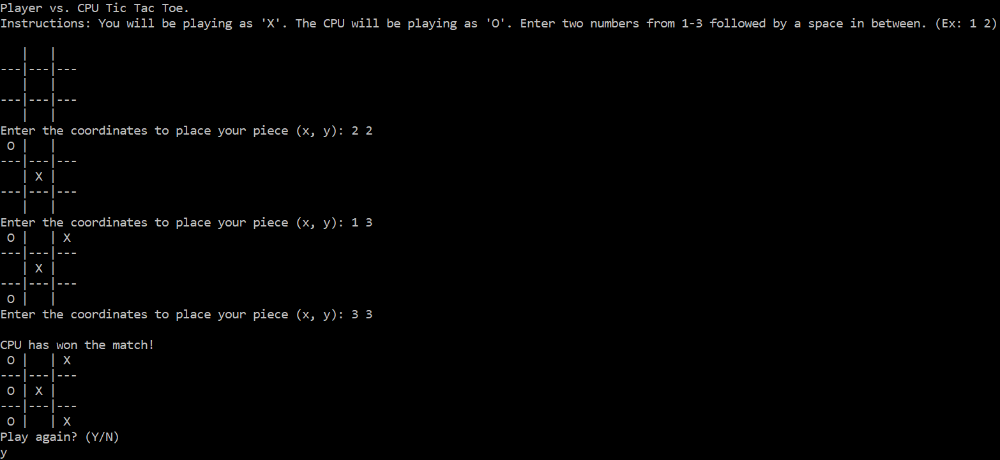 Player vs. CPU Tic Tac Toe.
Instructions: You will be playing as 'X'. The CPU will be playing as 'O'. Enter two numbers from 1-3 followed by a space in between. (Ex: 1 2)
   |   |
---|---|---
   |   |
---|---|---
   |   |
Enter the coordinates to place your piece (x, y): 2 2
 O |   |
---|---|---
   | X |
---|---|---
   |   |
Enter the coordinates to place your piece (x, y): 1 3
 O |   | X
---|---|---
   | X |
---|---|---
 O |   |
Enter the coordinates to place your piece (x, y): 3 3
CPU has won the match!
 O |   | X
---|---|---
 O | X |
---|---|---
 O |   | X
Play again? (Y/N)
y